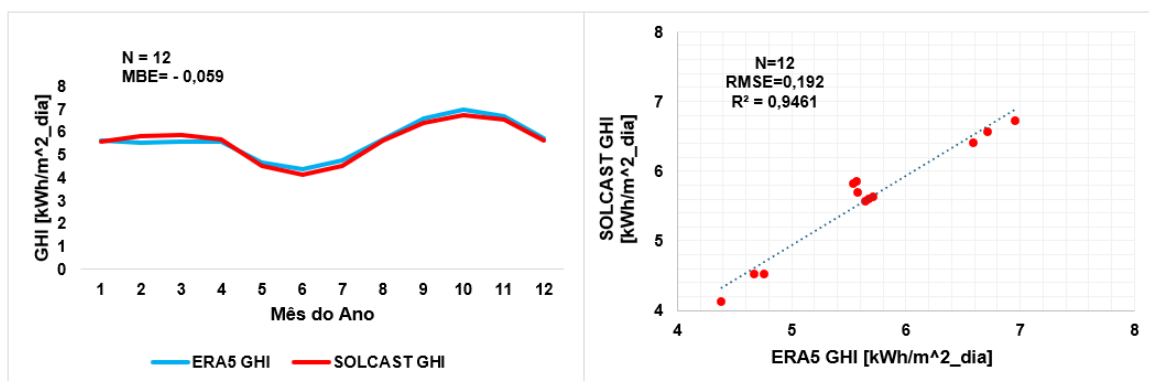 N = 12
MBE= - 0,059
GHI [kWh/m^2_dia]
8
7
6
5
4
3
2
1
0
1 2 3 4 5 6 7 8 9 10 11 12
Mês do Ano
ERA5 GHI SOLCAST GHI
N=12
RMSE=0,192
R² = 0,9461
SOLCAST GHI
[kWh/m^2_dia]
8
7
6
5
4
4 5 6 7 8
ERA5 GHI [kWh/m^2_dia]